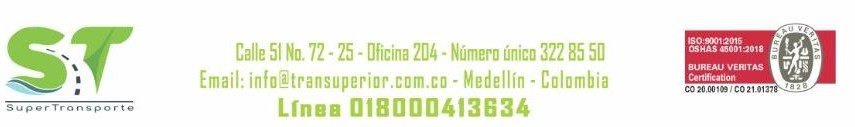 ST
SuperTransporte
Calle 51 No. 72 - 25 - Oficina 204 - Número único 322 85 50
Email: info@transuperior.com.co - Medellín - Colombia
Línea 018000413634
ISO:9001:2015
OSHAS 45001:2018
BUREAU VERITAS
Certification
CO 20.00109 / CO 21.01378
BUREAU VERITAS
1828